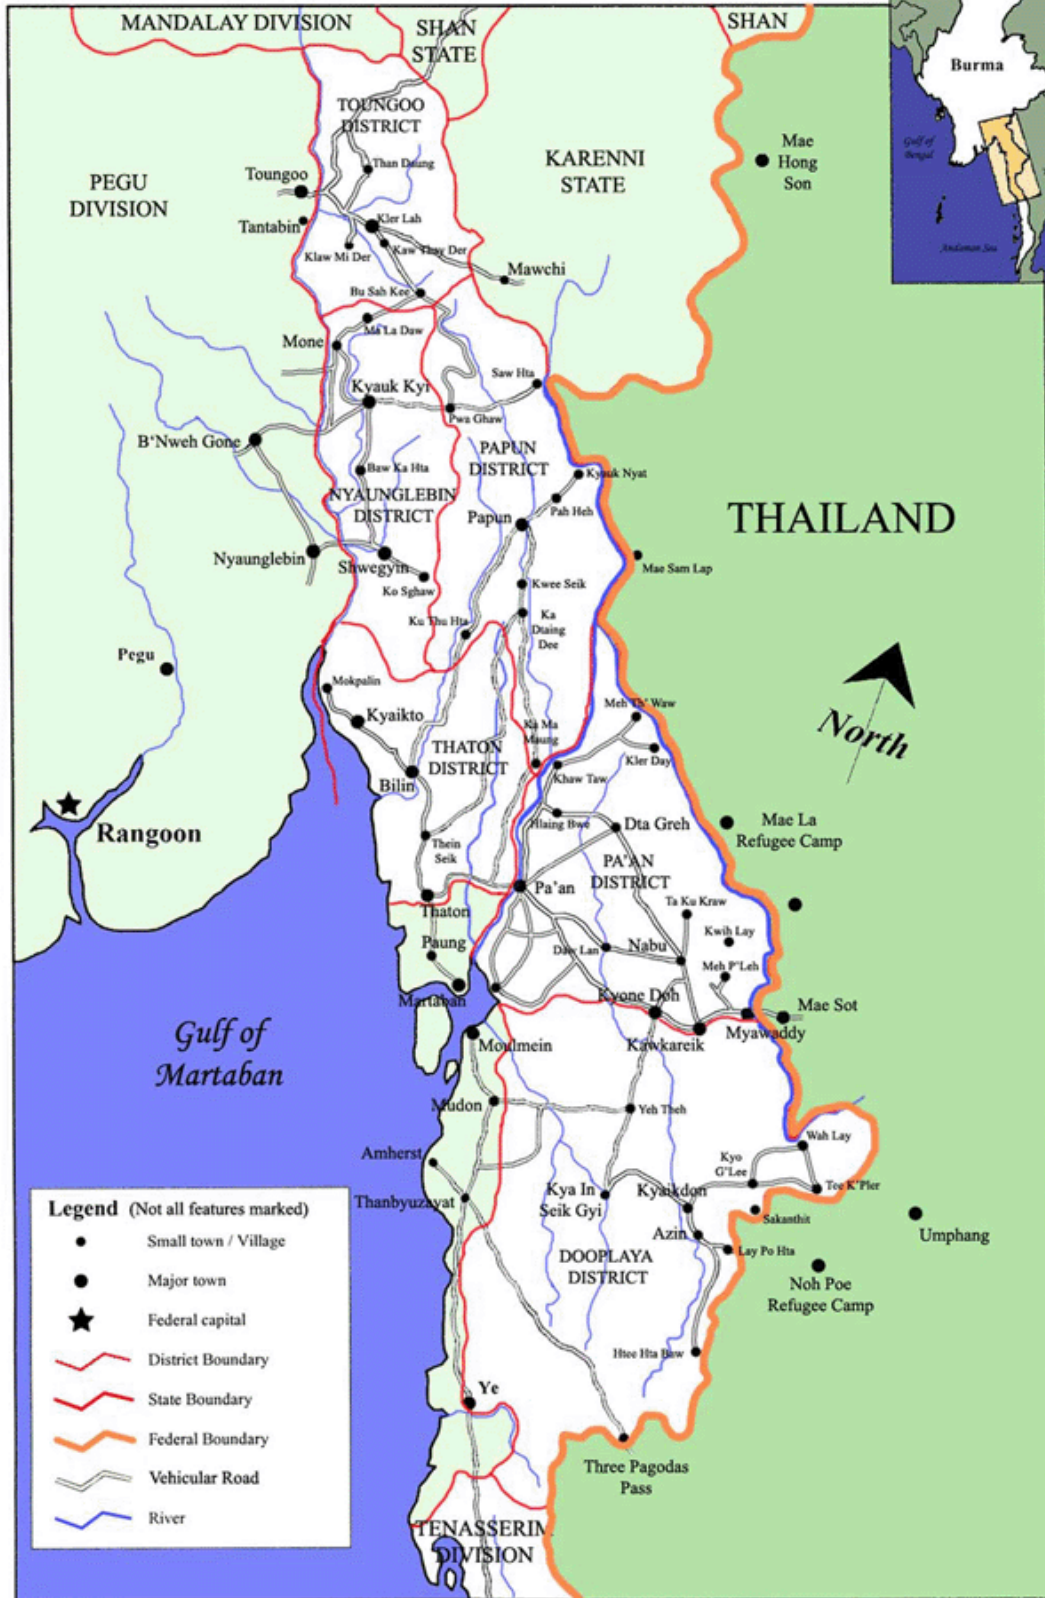 MANDALAY DIVISION
SHAN
STATE
SHAN
Burma
Gulf of
Bengal
Andaman Sea
TOUNGOO
DISTRICT
Mae
Hong
Son
KARENNI
STATE
PEGU
DIVISION
Than Daung
Toungoo
Tantabin
Kler Lah
Klaw Mi Der
Kaw Thay Der
Mawchi
Bu Sah Kee
Ma La Daw
Mone
Saw Hta
Kyauk Kyi
Pwa Ghaw
B'Nweh Gone
PAPUN
DISTRICT
Baw Ka Hta
Kyauk Nyat
NYAUNGLEBIN
DISTRICT
Pah Heh
Papun
THAILAND
Nyaunglebin
Shwegyin
Mae Sam Lap
Ko Sghaw
Kwee Seik
Ku Thu Hta
Ka
Dtaing
Dee
Pegu
Mokpalin
Meh Th' Waw
Kyaikto
Ka Ma
Maung
North
THATON
DISTRICT
Kler Day
Bilin
Khaw Taw
Rangoon
Hlaing Bwe
Dta Greh
Mae La
Refugee Camp
Thein
Seik
PA'AN
DISTRICT
Pa'an
Thaton
Ta Ku Kraw
Kwih Lay
Paung
Daw Lan
Nabu
Meh P'Leh
Martaban
Kyone Doh
Mae Sot
Myawaddy
Gulf of
Martaban
Moulmein
Kawkareik
Mudon
Yeh Theh
Wah Lay
Amherst
Kyo
G'Lee
Thanbyuzayat
Kya In
Seik Gyi
Kyaikdon
Tee K'Pler
Sakanthit
Umphang
Azin
Lay Po Hta
DOOPLAYA
DISTRICT
Noh Poe
Refugee Camp
Htee Hta Baw
Ye
Three Pagodas
Pass
TENASSERIM
DIVISION
Legend (Not all features marked)
Small town / Village
Major town
Federal capital
District Boundary
State Boundary
Federal Boundary
Vehicular Road
River